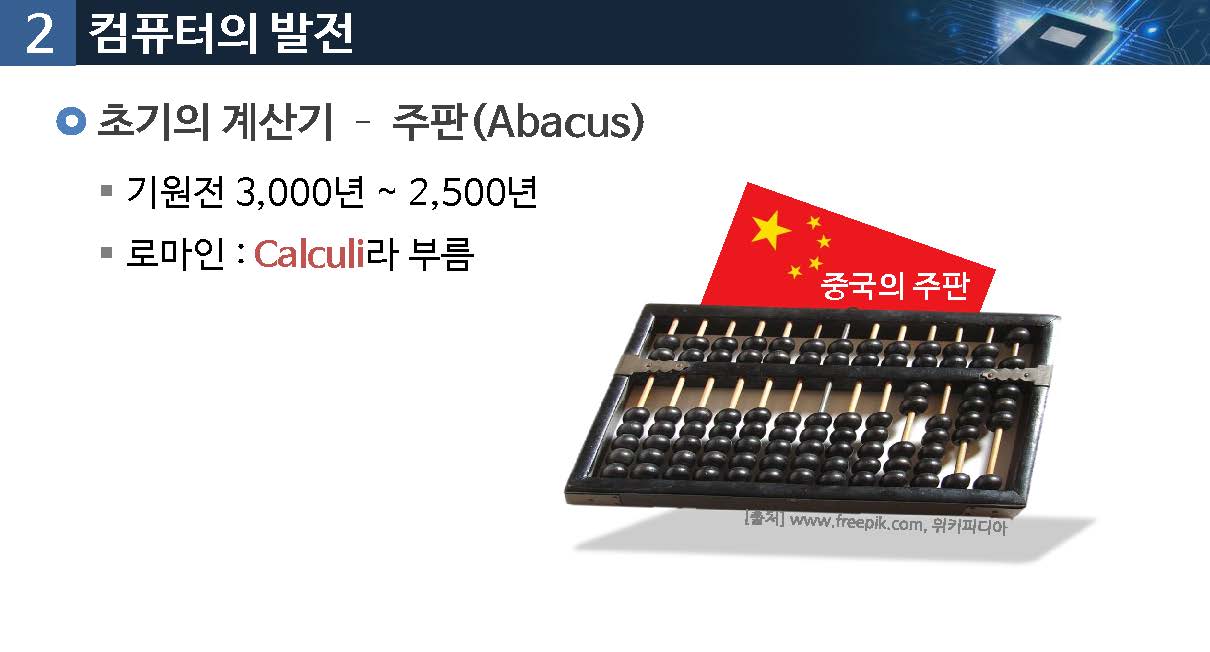 2 컴퓨터의 발전
초기의 계산기 - 주판(Abacus)
기원전 3,000년 ~ 2,500년
로마인 : Calculi라 부름
중국의 주판
[출처] www.freepik.com, 위키피디아